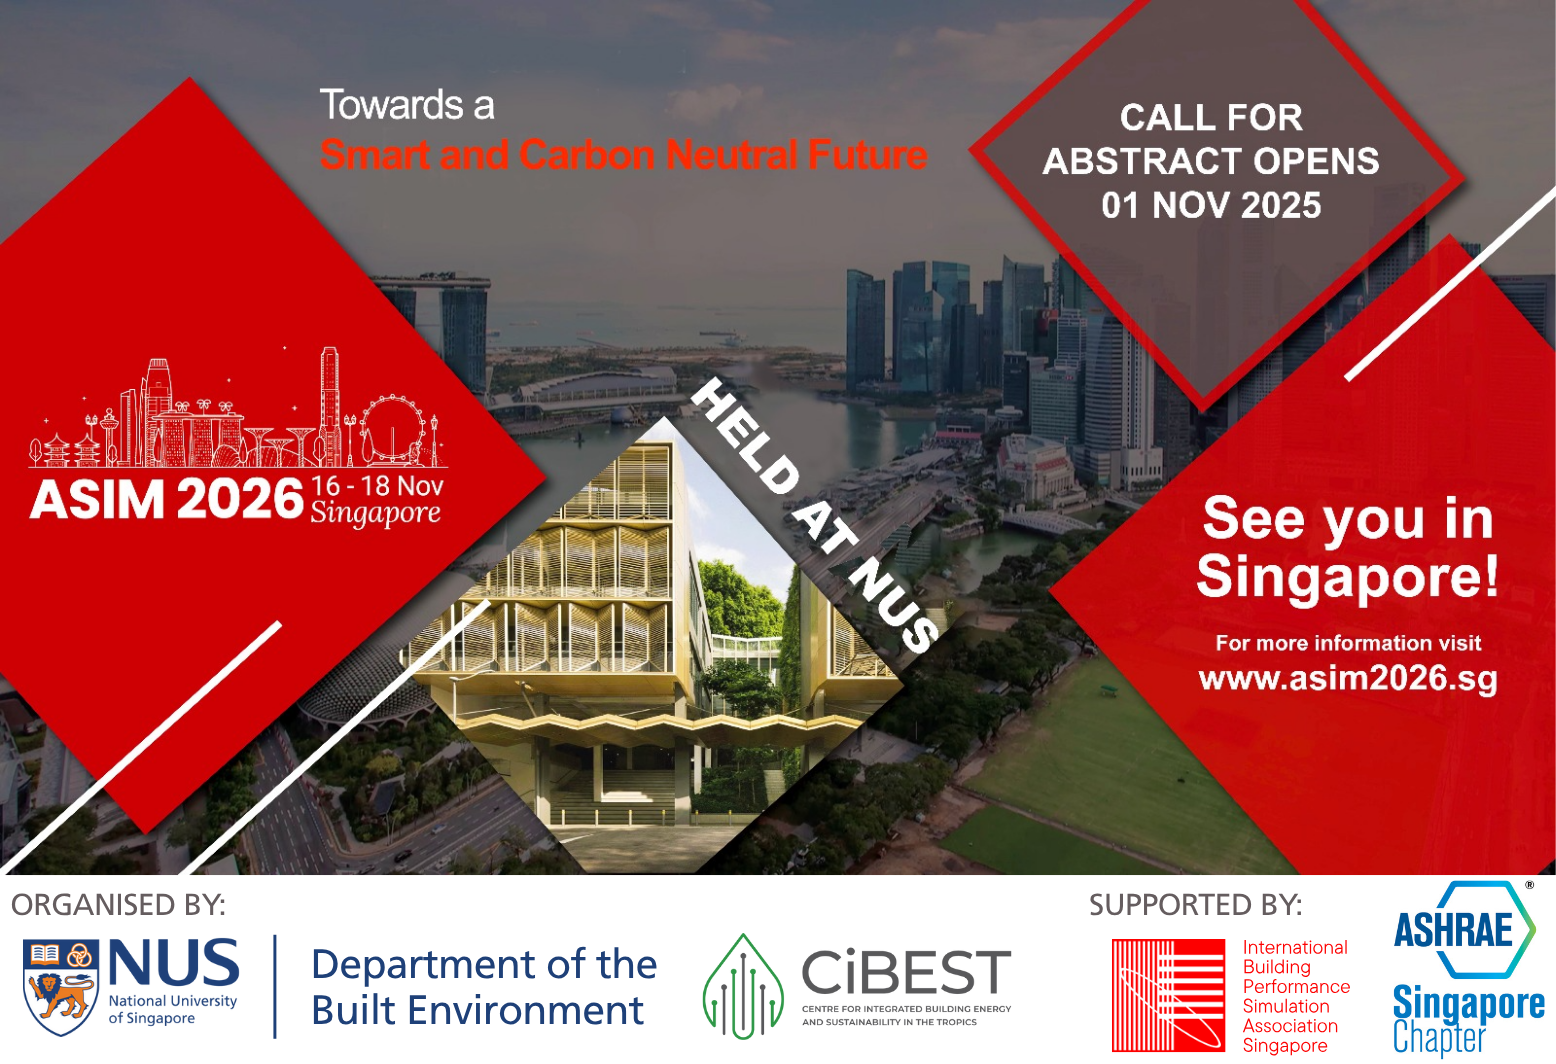 Towards a
Smart and Carbon Neutral Future
CALL FOR
ABSTRACT OPENS
01 NOV 2025
ASIM 2026
16 - 18 Nov
Singapore
HELD AT NUS
See you in
Singapore!
For more information visit
www.asim2026.sg
ORGANISED BY:
NUS
National University
of Singapore
Department of the
Built Environment
CiBEST
CENTRE FOR INTEGRATED BUILDING ENERGY
AND SUSTAINABILITY IN THE TROPICS
SUPPORTED BY:
International
Building
Performance
Simulation
Association
Singapore
ASHRAE®
Singapore
Chapter